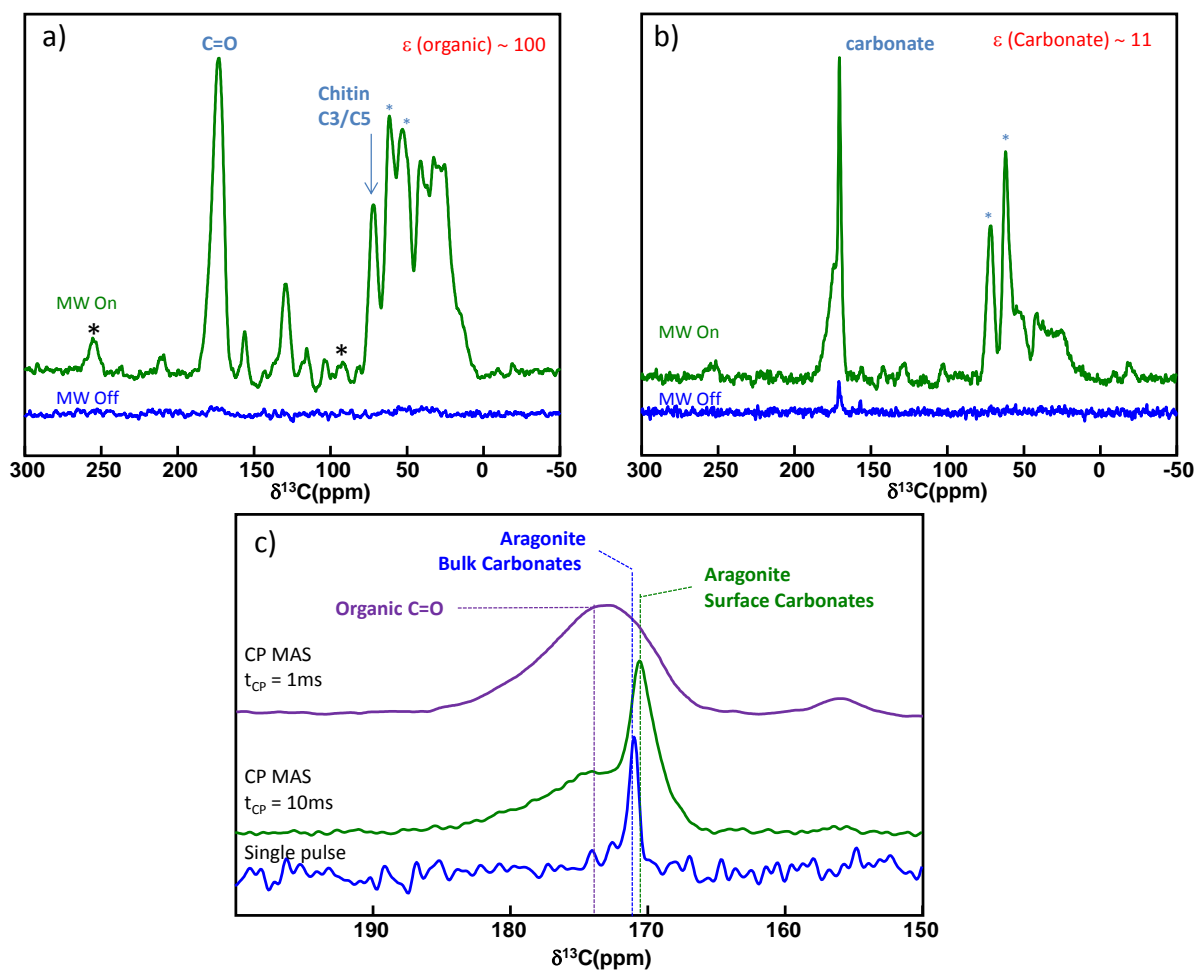 a)
C=O
ε (organic) ~ 100
Chitin
C3/C5
*
*
MW On
*
*
MW Off
300 250 200 150 100 50 0 -50
δ¹³C(ppm)
b)
carbonate
ε (Carbonate) ~ 11
*
*
MW On
MW Off
300 250 200 150 100 50 0 -50
δ¹³C(ppm)
c)
Aragonite
Bulk Carbonates
Aragonite
Surface Carbonates
Organic C=O
CP MAS
t_CP = 1ms
CP MAS
t_CP = 10ms
Single pulse
190 180 170 160 150
δ¹³C(ppm)